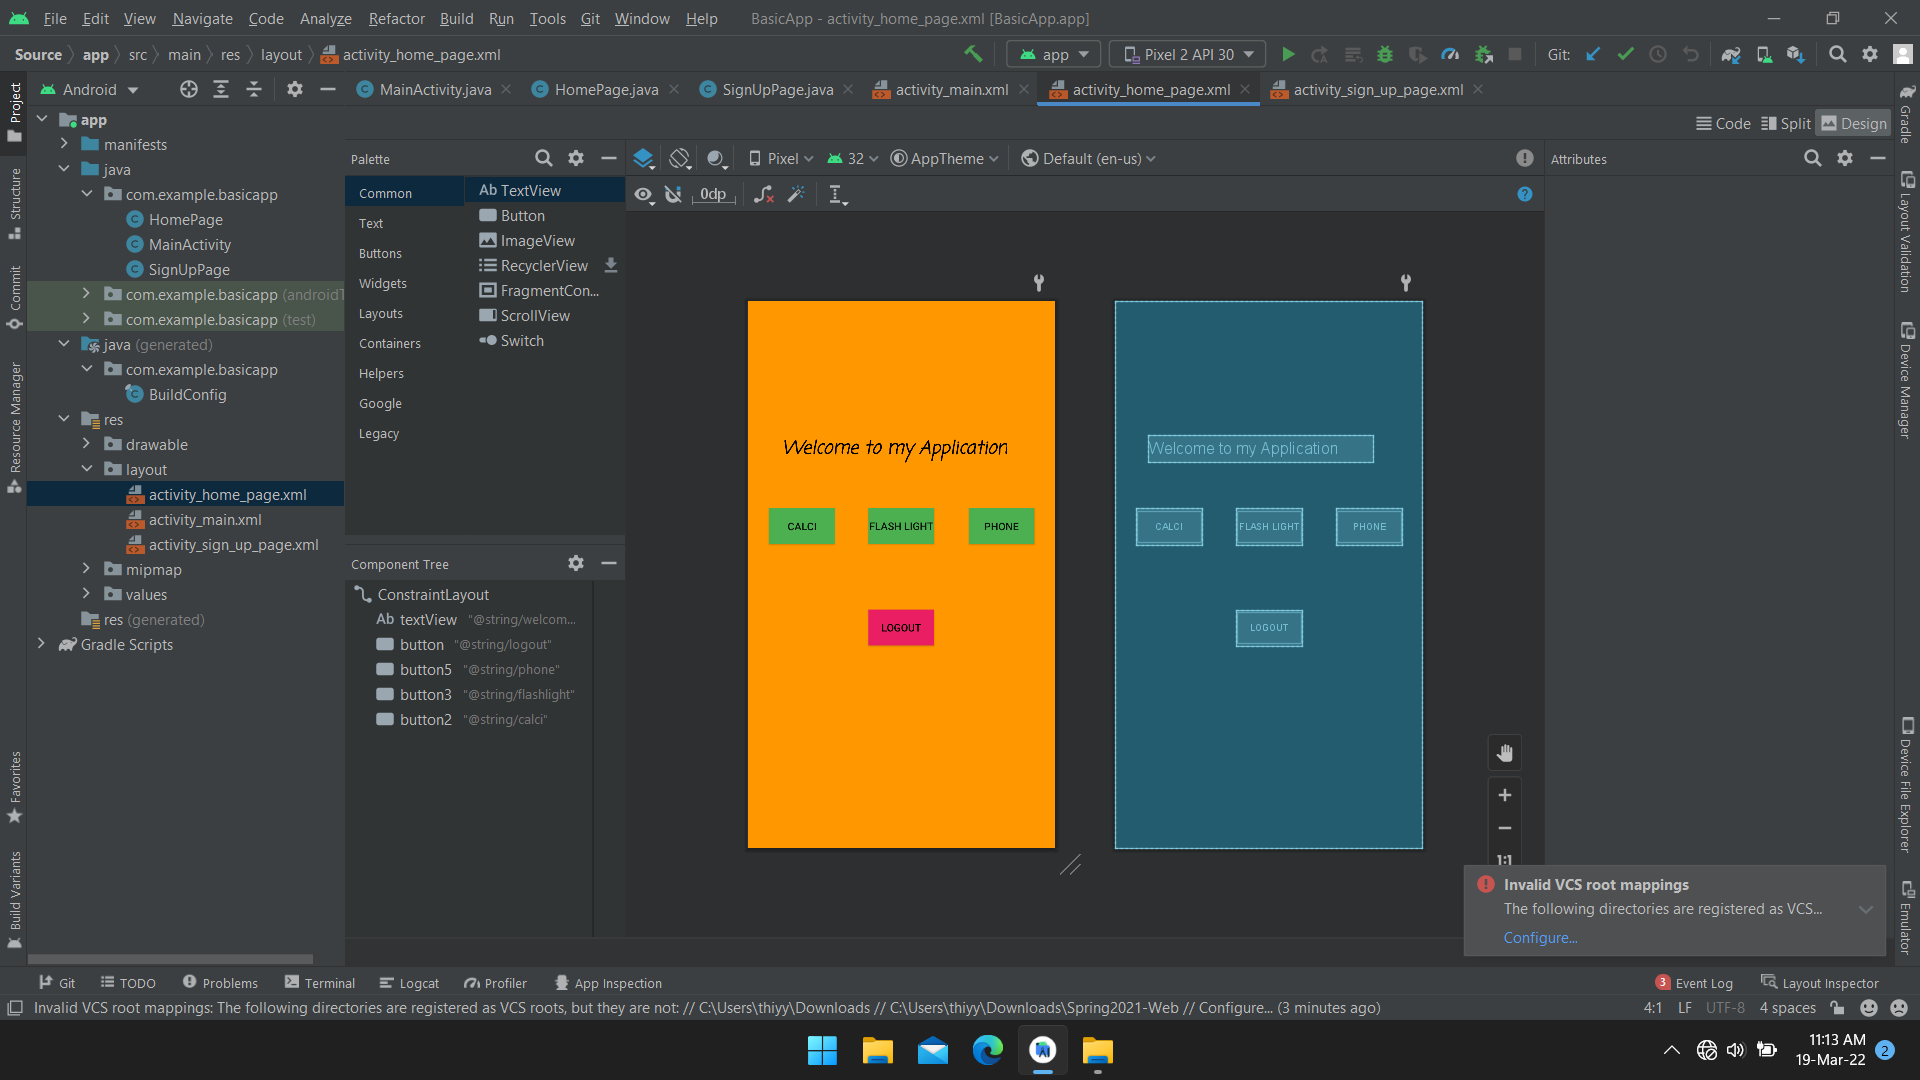 File Edit View Navigate Code Analyze Refactor Build Run Tools Git Window Help BasicApp - activity_home_page.xml [BasicApp.app]
Source app src main res layout activity_home_page.xml app Pixel 2 API 30 Git:
Project Android MainActivity.java HomePage.java SignUpPage.java activity_main.xml activity_home_page.xml activity_sign_up_page.xml
Code Split Design
app
manifests
java
com.example.basicapp
HomePage
MainActivity
SignUpPage
com.example.basicapp (androidT
com.example.basicapp (test)
java (generated)
com.example.basicapp
BuildConfig
res
drawable
layout
activity_home_page.xml
activity_main.xml
activity_sign_up_page.xml
mipmap
values
res (generated)
Gradle Scripts
Structure
Commit
Resource Manager
Favorites
Build Variants
Palette
Common
Text
Buttons
Widgets
Layouts
Containers
Helpers
Google
Legacy
Ab TextView
Button
ImageView
RecyclerView
FragmentCon...
ScrollView
Switch
Component Tree
ConstraintLayout
Ab textView "@string/welcom...
button "@string/logout"
button5 "@string/phone"
button3 "@string/flashlight"
button2 "@string/calci"
Pixel 32 AppTheme Default (en-us)
0dp
Welcome to my Application
CALCI FLASH LIGHT PHONE
LOGOUT
Welcome to my Application
CALCI FLASH LIGHT PHONE
LOGOUT
1:1
Attributes
Gradle
Layout Validation
Device Manager
Device File Explorer
Emulator
Invalid VCS root mappings
The following directories are registered as VCS...
Configure...
Git TODO Problems Terminal Logcat Profiler App Inspection 3 Event Log Layout Inspector
Invalid VCS root mappings: The following directories are registered as VCS roots, but they are not: // C:\Users\thiyy\Downloads // C:\Users\thiyy\Downloads\Spring2021-Web // Configure... (3 minutes ago) 4:1 LF UTF-8 4 spaces
11:13 AM
19-Mar-22 2